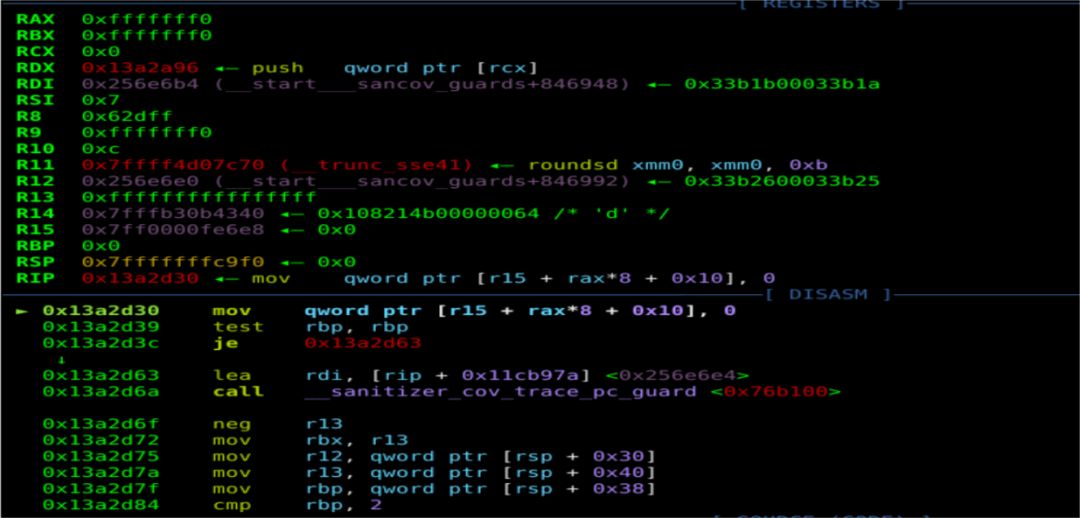 [ REGISTERS ]
RAX 0xfffffff0
RBX 0xfffffff0
RCX 0x0
RDX 0x13a2a96 ◂— push qword ptr [rcx]
RDI 0x256e6b4 (__start___sancov_guards+846948) ◂— 0x33b1b00033b1a
RSI 0x7
R8 0x62dff
R9 0xfffffff0
R10 0xc
R11 0x7ffff4d07c70 (__trunc_sse41) ◂— roundsd xmm0, xmm0, 0xb
R12 0x256e6e0 (__start___sancov_guards+846992) ◂— 0x33b2600033b25
R13 0xffffffffffffffff
R14 0x7fffb30b4340 ◂— 0x108214b00000064 /* 'd' */
R15 0x7ff0000fe6e8 ◂— 0x0
RBP 0x0
RSP 0x7fffffffc9f0 ◂— 0x0
RIP 0x13a2d30 ◂— mov qword ptr [r15 + rax*8 + 0x10], 0
[ DISASM ]
► 0x13a2d30 mov qword ptr [r15 + rax*8 + 0x10], 0
0x13a2d39 test rbp, rbp
0x13a2d3c je 0x13a2d63
↓
0x13a2d63 lea rdi, [rip + 0x11cb97a] <0x256e6e4>
0x13a2d6a call __sanitizer_cov_trace_pc_guard <0x76b100>
0x13a2d6f neg r13
0x13a2d72 mov rbx, r13
0x13a2d75 mov r12, qword ptr [rsp + 0x30]
0x13a2d7a mov r13, qword ptr [rsp + 0x40]
0x13a2d7f mov rbp, qword ptr [rsp + 0x38]
0x13a2d84 cmp rbp, 2
[ SOURCE (CODE) ]